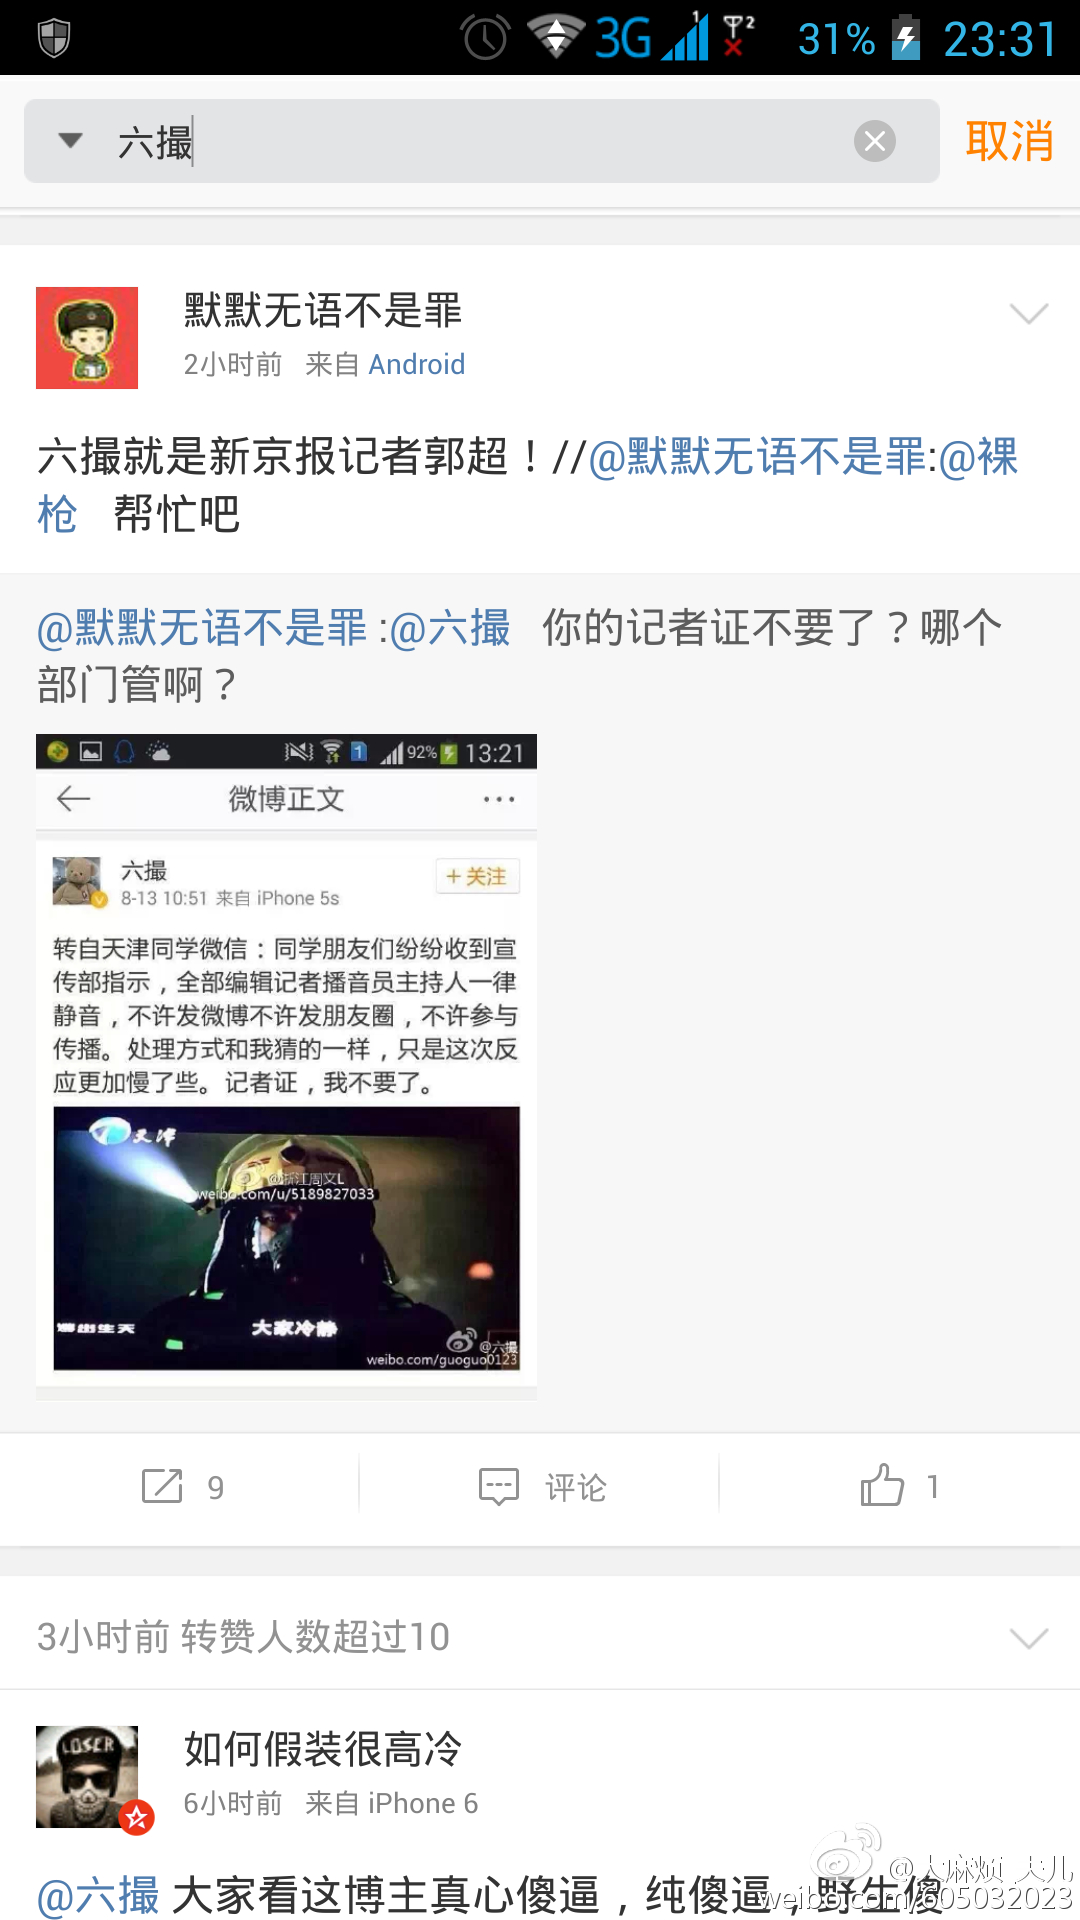 3G
1
2
31%
23:31
六撮
取消
默默无语不是罪
2小时前 来自 Android
六撮就是新京报记者郭超！//@默默无语不是罪:@裸
枪 帮忙吧
@默默无语不是罪 :@六撮 你的记者证不要了？哪个
部门管啊？
1 92% 13:21
微博正文
六撮
+ 关注
8-13 10:51 来自 iPhone 5s
转自天津同学微信：同学朋友们纷纷收到宣
传部指示，全部编辑记者播音员主持人一律
静音，不许发微博不许发朋友圈，不许参与
传播。处理方式和我猜的一样，只是这次反
应更加慢了些。记者证，我不要了。
天津
@浙江周文L
weibo.com/u/5189827033
大家冷静
@六撮
weibo.com/guoguo0123
9
评论
1
3小时前 转赞人数超过10
LOSER
如何假装很高冷
6小时前 来自 iPhone 6
@六撮 大家看这博主真心傻逼，纯傻逼，野生傻
@大麻烦_大儿
weibo.com/605032023